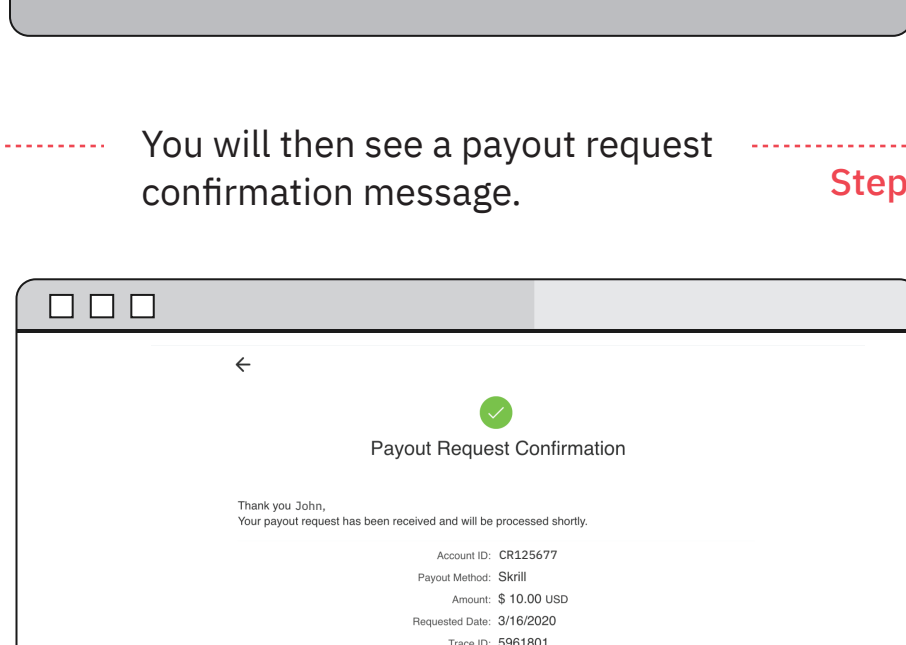 You will then see a payout request
confirmation message.
Step
Payout Request Confirmation
Thank you John,
Your payout request has been received and will be processed shortly.
Account ID: CR125677
Payout Method: Skrill
Amount: $ 10.00 USD
Requested Date: 3/16/2020
Trace ID: 5961801